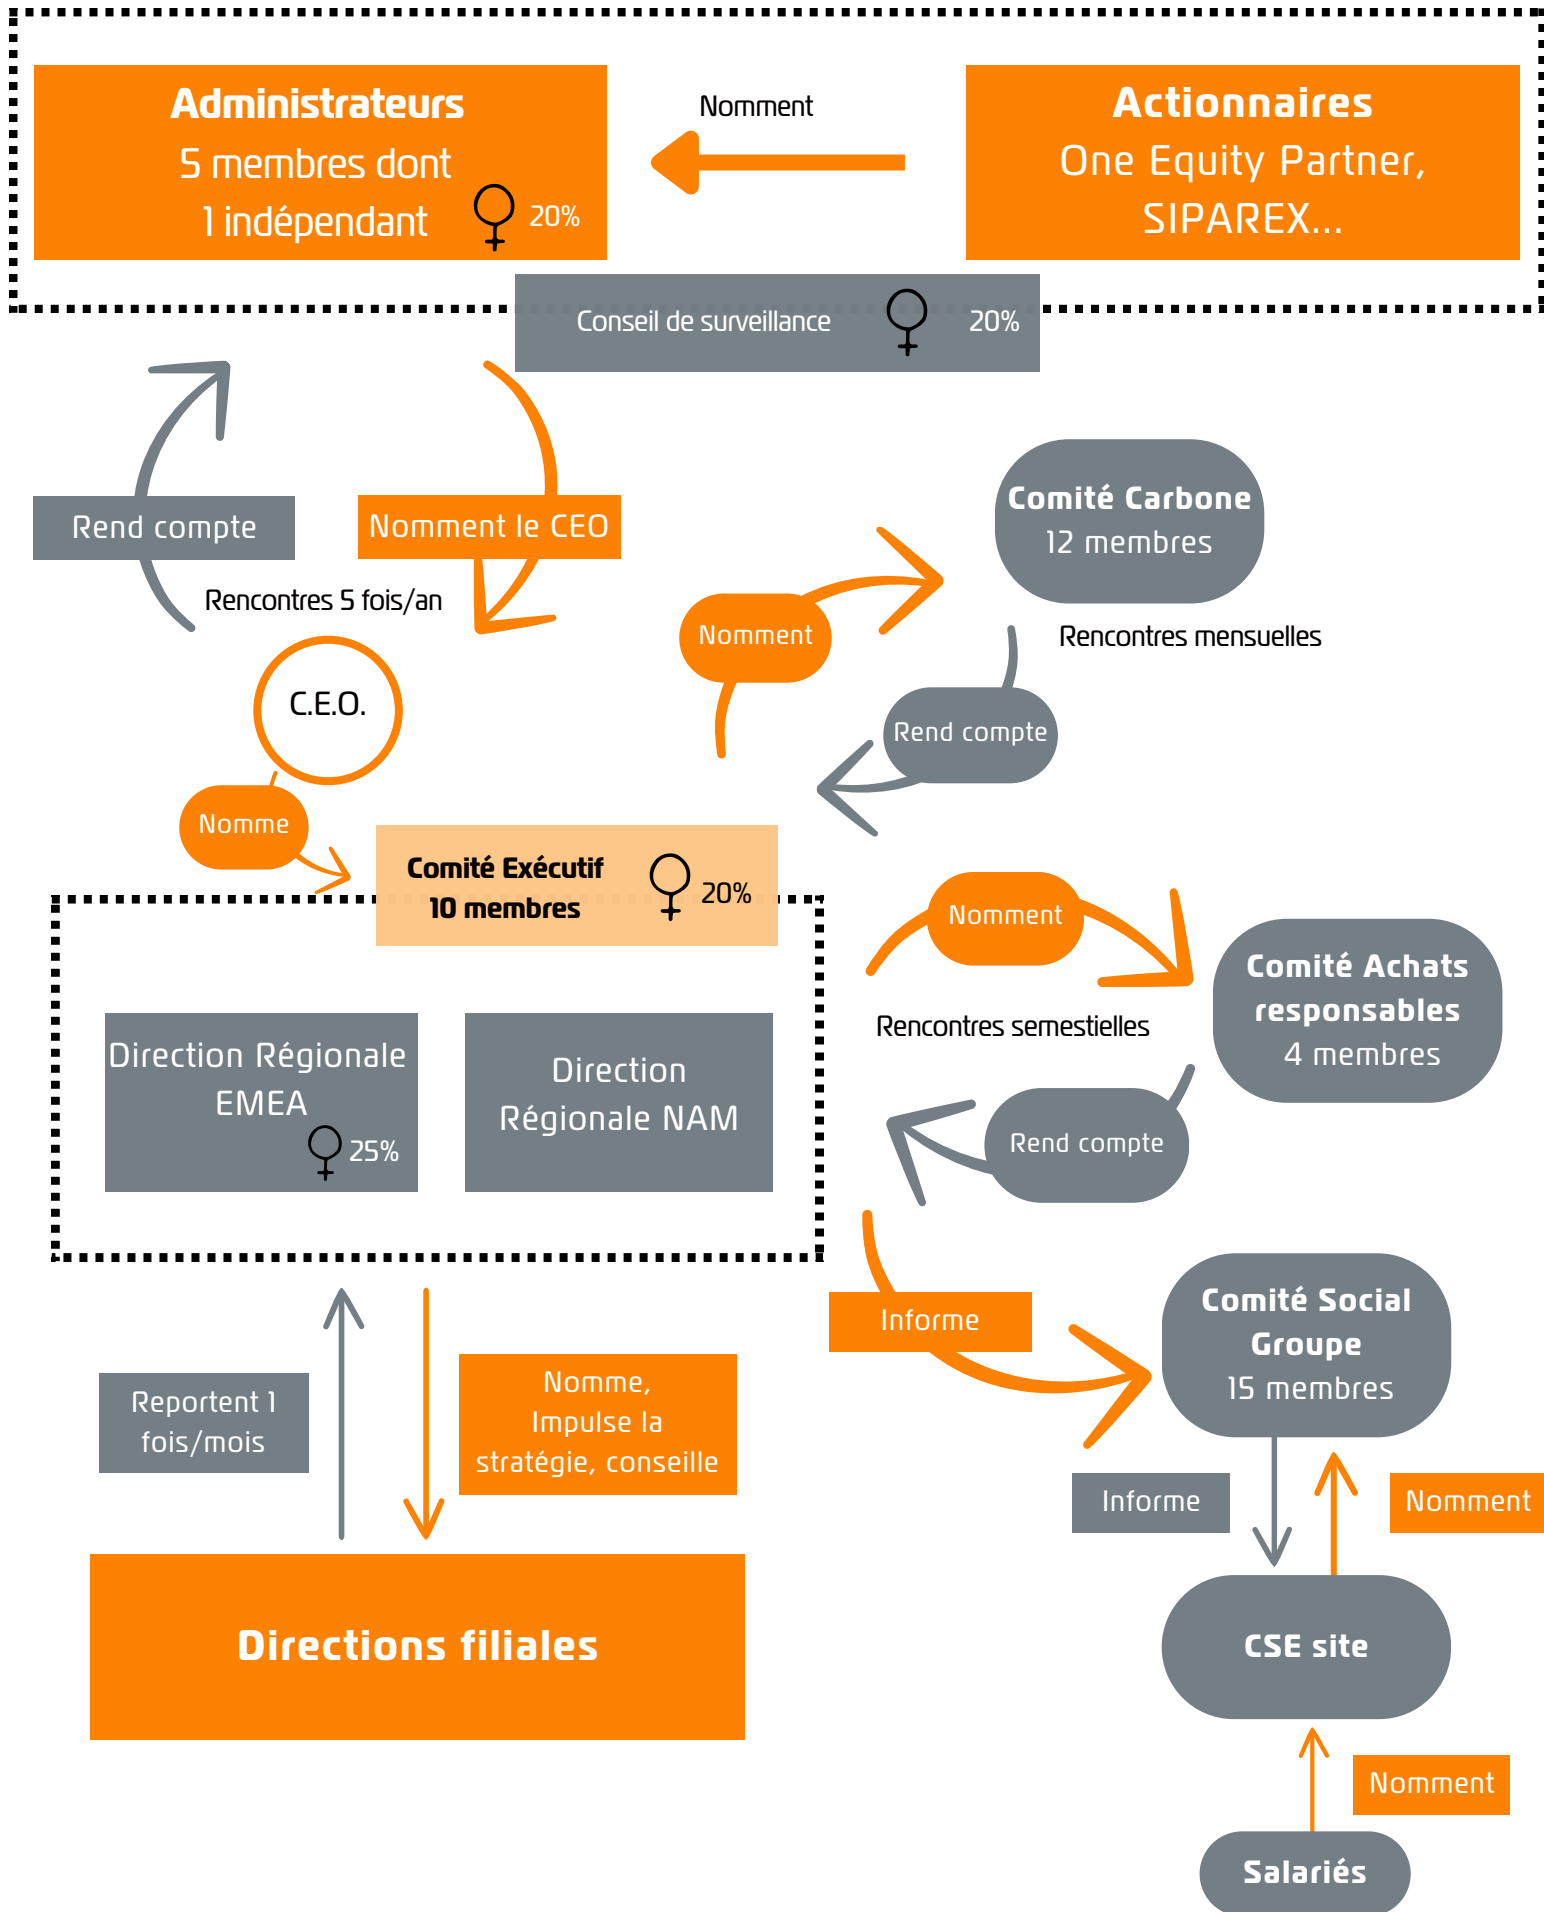 Administrateurs
5 membres dont
1 indépendant
20%
Nomment
Actionnaires
One Equity Partner,
SIPAREX...
Conseil de surveillance
20%
Rend compte
Nomment le CEO
Rencontres 5 fois/an
C.E.O.
Nomme
Comité Carbone
12 membres
Nomment
Rencontres mensuelles
Rend compte
Comité Exécutif
10 membres
20%
Nomment
Comité Achats
responsables
4 membres
Rencontres semestielles
Rend compte
Direction Régionale
EMEA
25%
Direction
Régionale NAM
Informe
Comité Social
Groupe
15 membres
Reportent 1
fois/mois
Nomme,
Impulse la
stratégie, conseille
Informe
Nomment
Directions filiales
CSE site
Nomment
Salariés